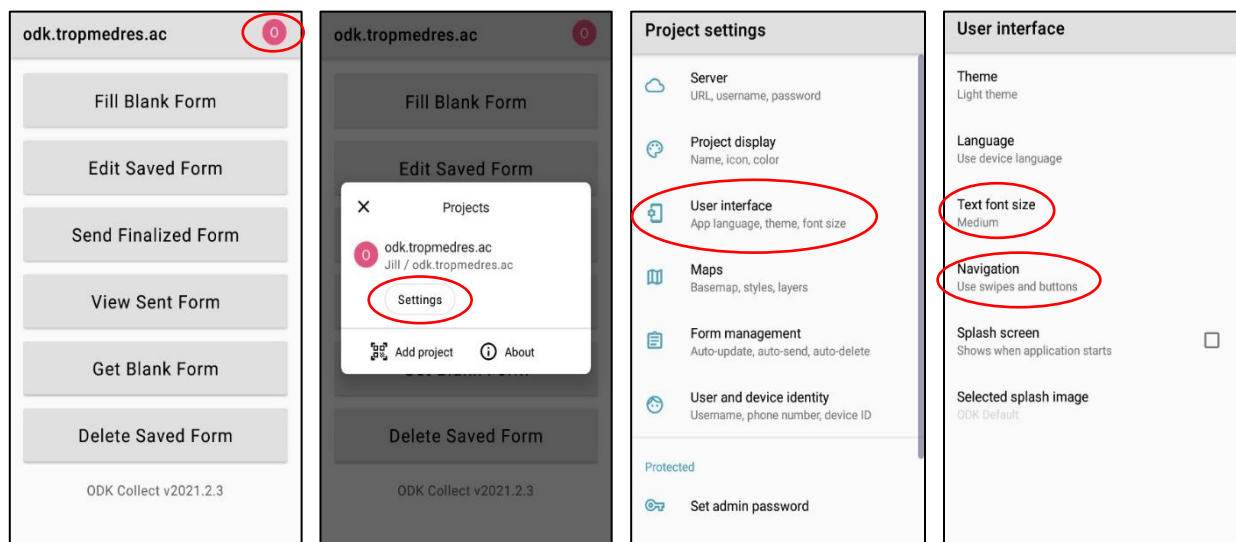 odk.tropmedres.ac
O
Fill Blank Form
Edit Saved Form
Send Finalized Form
View Sent Form
Get Blank Form
Delete Saved Form
ODK Collect v2021.2.3
odk.tropmedres.ac
O
Fill Blank Form
Edit Saved Form
Projects
O
odk.tropmedres.ac
Jill / odk.tropmedres.ac
Settings
Add project
About
Delete Saved Form
ODK Collect v2021.2.3
Project settings
Server
URL, username, password
Project display
Name, icon, color
User interface
App language, theme, font size
Maps
Basemap, styles, layers
Form management
Auto-update, auto-send, auto-delete
User and device identity
Username, phone number, device ID
Protected
Set admin password
User interface
Theme
Light theme
Language
Use device language
Text font size
Medium
Navigation
Use swipes and buttons
Splash screen
Shows when application starts
Selected splash image
ODK Default